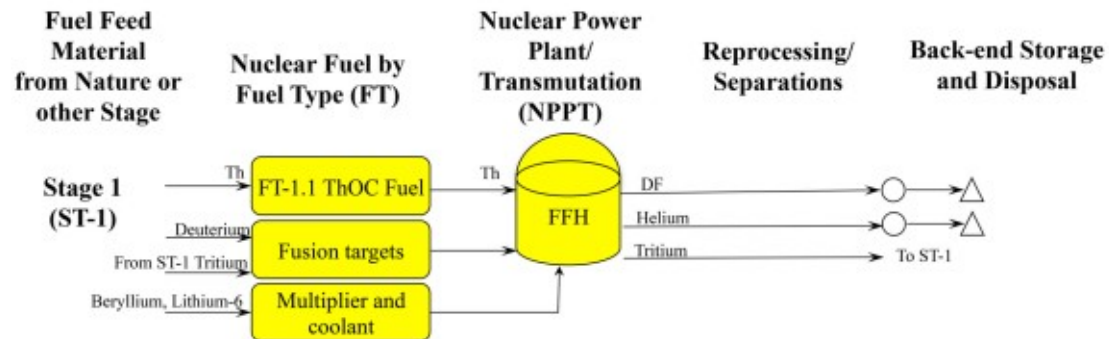 Fuel Feed
Material
from Nature or
other Stage
Nuclear Fuel by
Fuel Type (FT)
Nuclear Power
Plant/
Transmutation
(NPPT)
Reprocessing/
Separations
Back-end Storage
and Disposal
Stage 1
(ST-1)
Th
FT-1.1 ThOC Fuel
Th
Deuterium
From ST-1 Tritium
Fusion targets
Beryllium, Lithium-6
Multiplier and
coolant
FFH
DF
Helium
Tritium
To ST-1